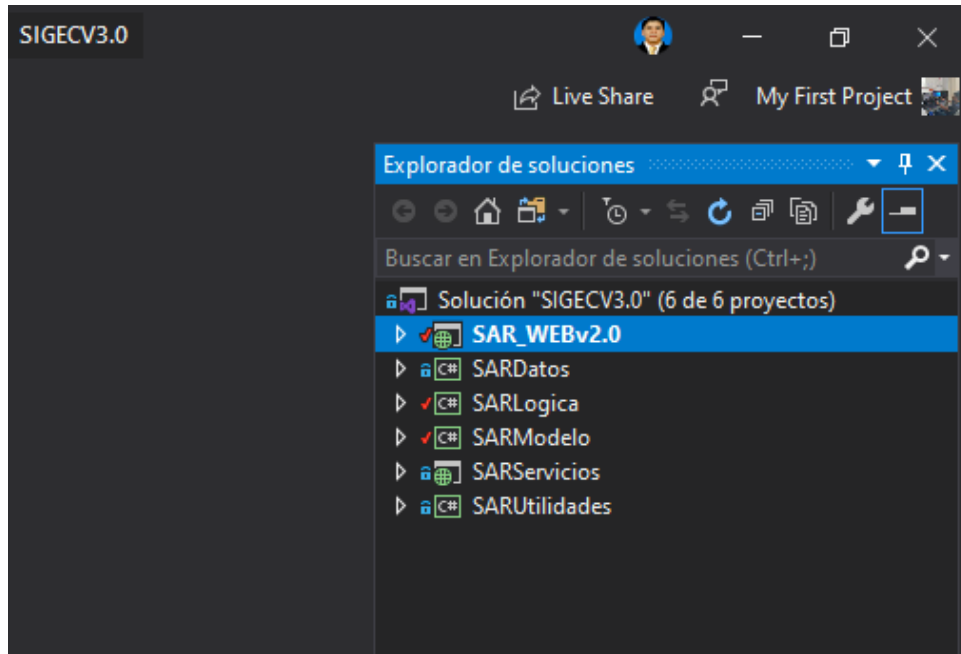 SIGECV3.0
Live Share My First Project
Explorador de soluciones
Buscar en Explorador de soluciones (Ctrl+;)
Solución "SIGECV3.0" (6 de 6 proyectos)
SAR_WEBv2.0
C# SARDatos
C# SARLogica
C# SARModelo
SARServicios
C# SARUtilidades